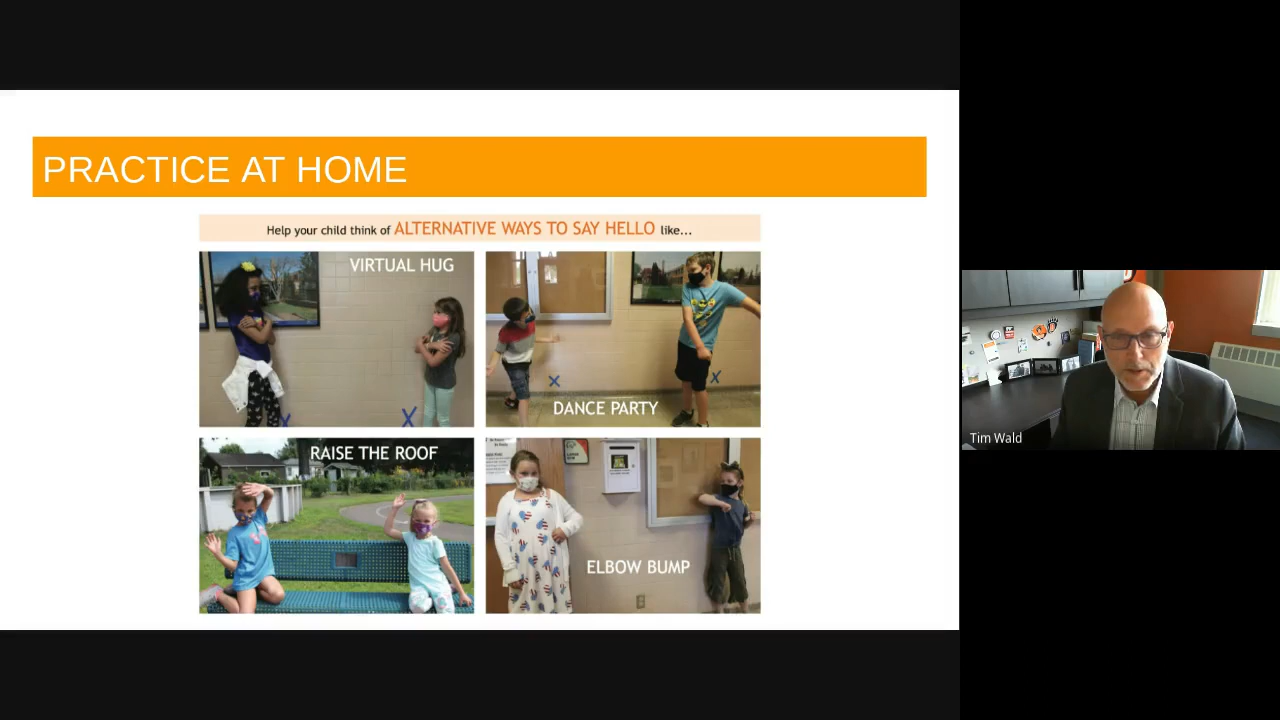 PRACTICE AT HOME
Help your child think of ALTERNATIVE WAYS TO SAY HELLO like...
VIRTUAL HUG
DANCE PARTY
RAISE THE ROOF
ELBOW BUMP
Tim Wald